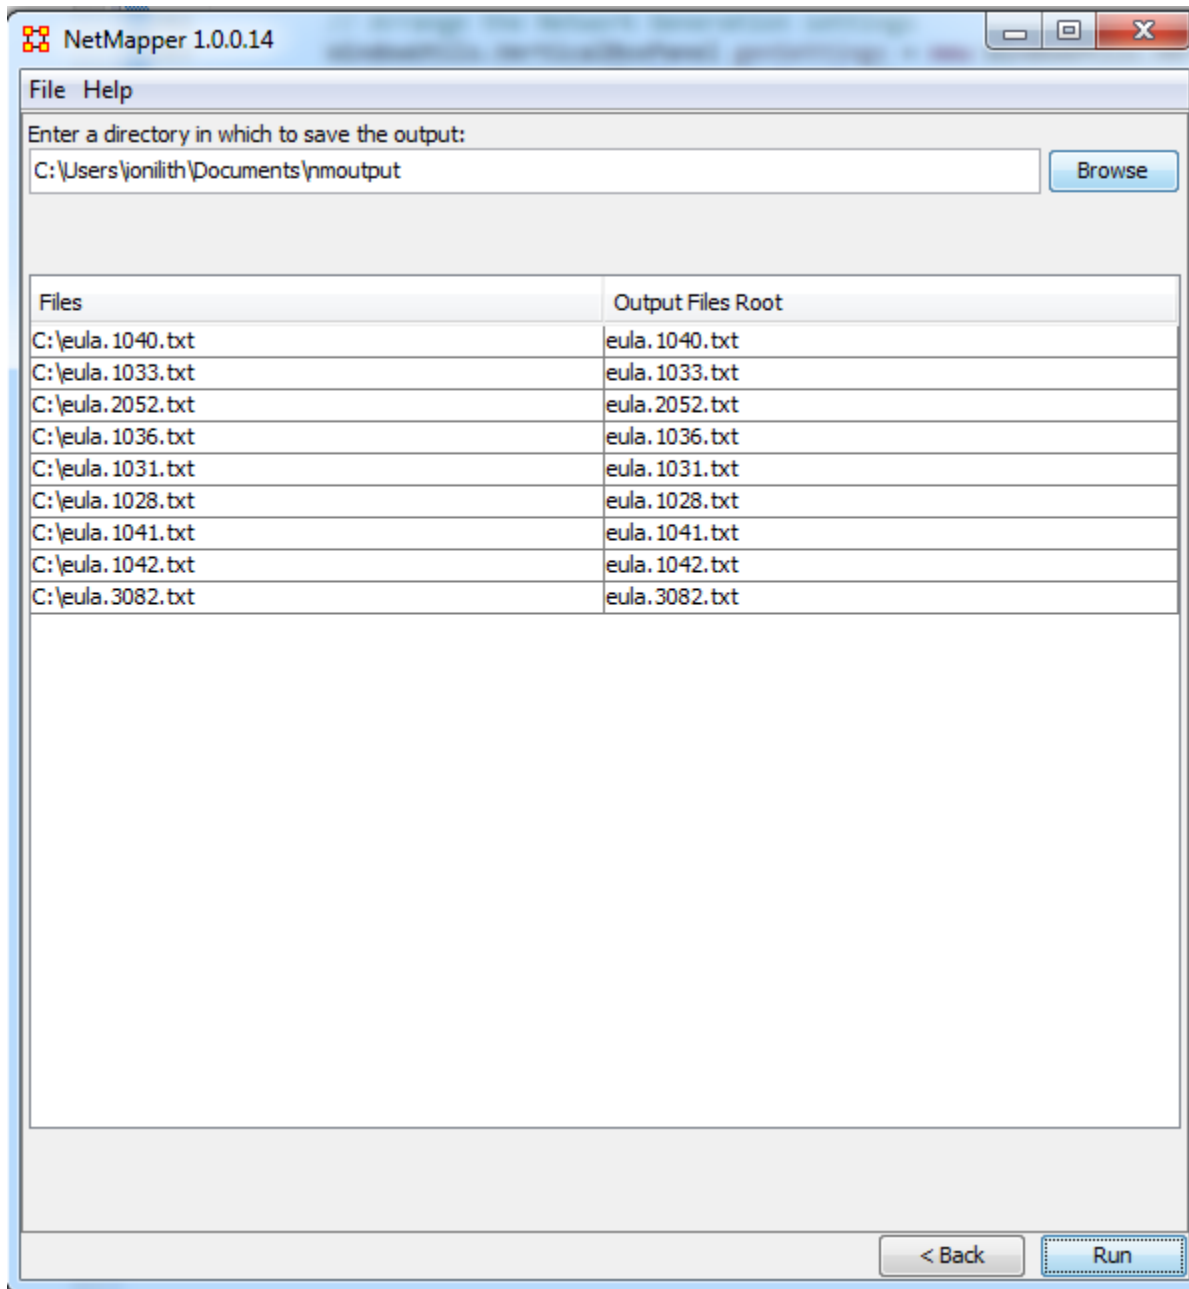 NetMapper 1.0.0.14
File Help
Enter a directory in which to save the output:
C:\Users\jonilith\Documents\nmoutput
Browse
Files Output Files Root
C:\eula.1040.txt eula.1040.txt
C:\eula.1033.txt eula.1033.txt
C:\eula.2052.txt eula.2052.txt
C:\eula.1036.txt eula.1036.txt
C:\eula.1031.txt eula.1031.txt
C:\eula.1028.txt eula.1028.txt
C:\eula.1041.txt eula.1041.txt
C:\eula.1042.txt eula.1042.txt
C:\eula.3082.txt eula.3082.txt
< Back Run